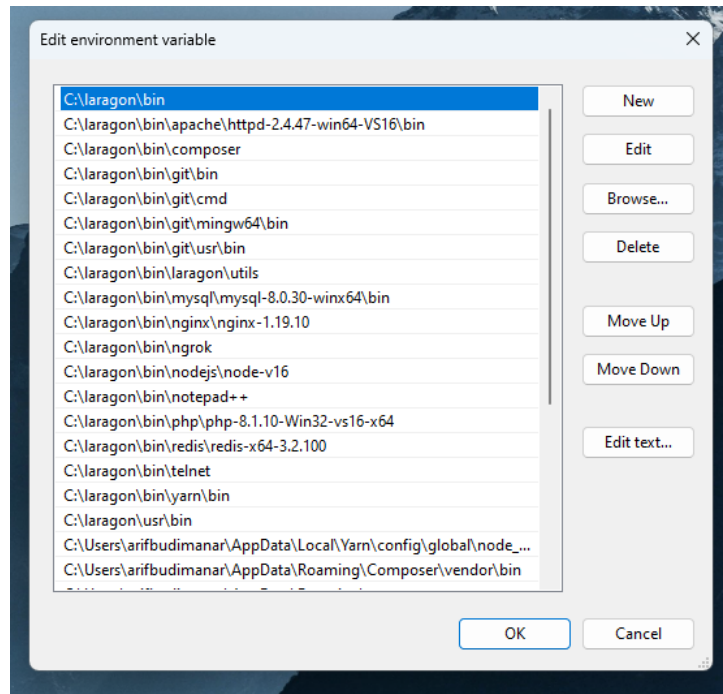 Edit environment variable
C:\laragon\bin
C:\laragon\bin\apache\httpd-2.4.47-win64-VS16\bin
C:\laragon\bin\composer
C:\laragon\bin\git\bin
C:\laragon\bin\git\cmd
C:\laragon\bin\git\mingw64\bin
C:\laragon\bin\git\usr\bin
C:\laragon\bin\laragon\utils
C:\laragon\bin\mysql\mysql-8.0.30-winx64\bin
C:\laragon\bin\nginx\nginx-1.19.10
C:\laragon\bin\ngrok
C:\laragon\bin\nodejs\node-v16
C:\laragon\bin\notepad++
C:\laragon\bin\php\php-8.1.10-Win32-vs16-x64
C:\laragon\bin\redis\redis-x64-3.2.100
C:\laragon\bin\telnet
C:\laragon\bin\yarn\bin
C:\laragon\usr\bin
C:\Users\arifbudimanar\AppData\Local\Yarn\config\global\node_...
C:\Users\arifbudimanar\AppData\Roaming\Composer\vendor\bin
New
Edit
Browse...
Delete
Move Up
Move Down
Edit text...
OK
Cancel